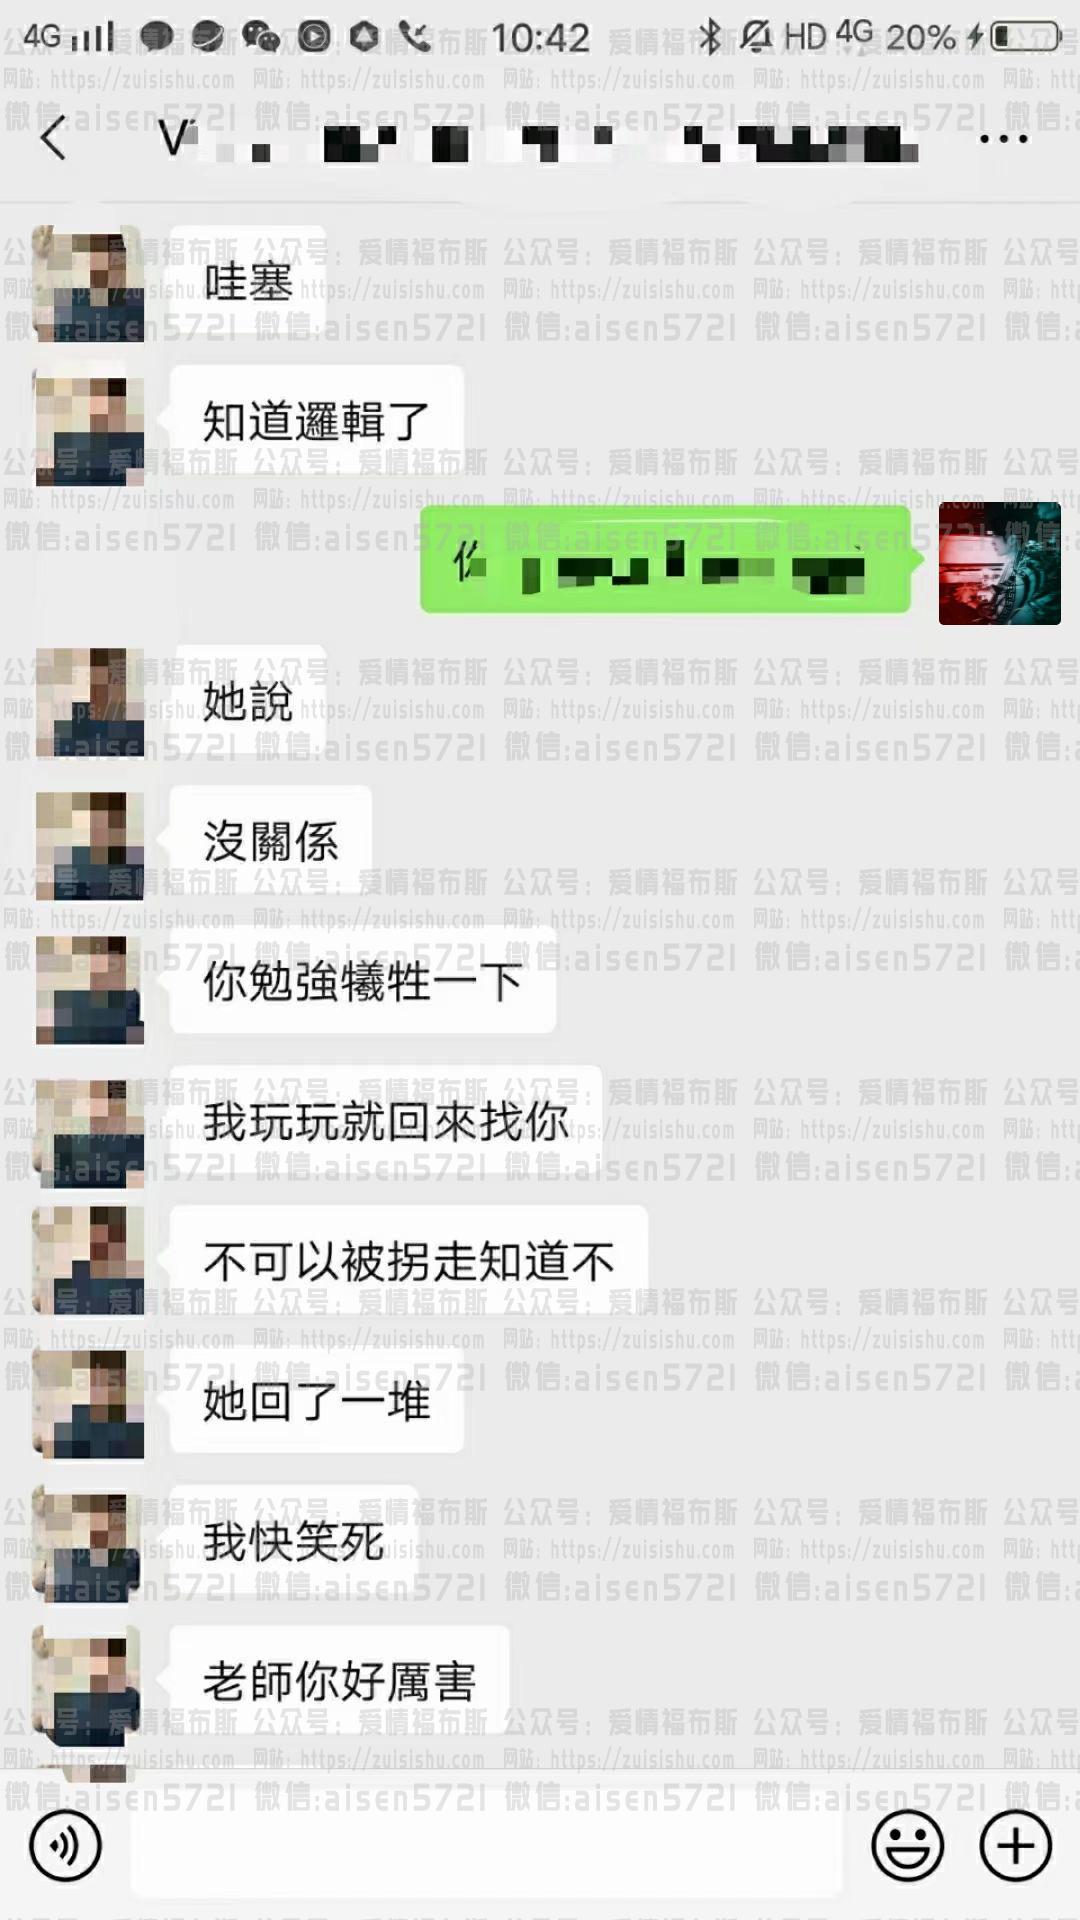 4G 10:42 HD 4G 20%
V
哇塞
知道邏輯了
她說
沒關係
你勉強犧牲一下
我玩玩就回來找你
不可以被拐走知道不
她回了一堆
我快笑死
老師你好厲害
公众号：爱情福布斯
网站：https://zuisishu.com
微信:aisen5721